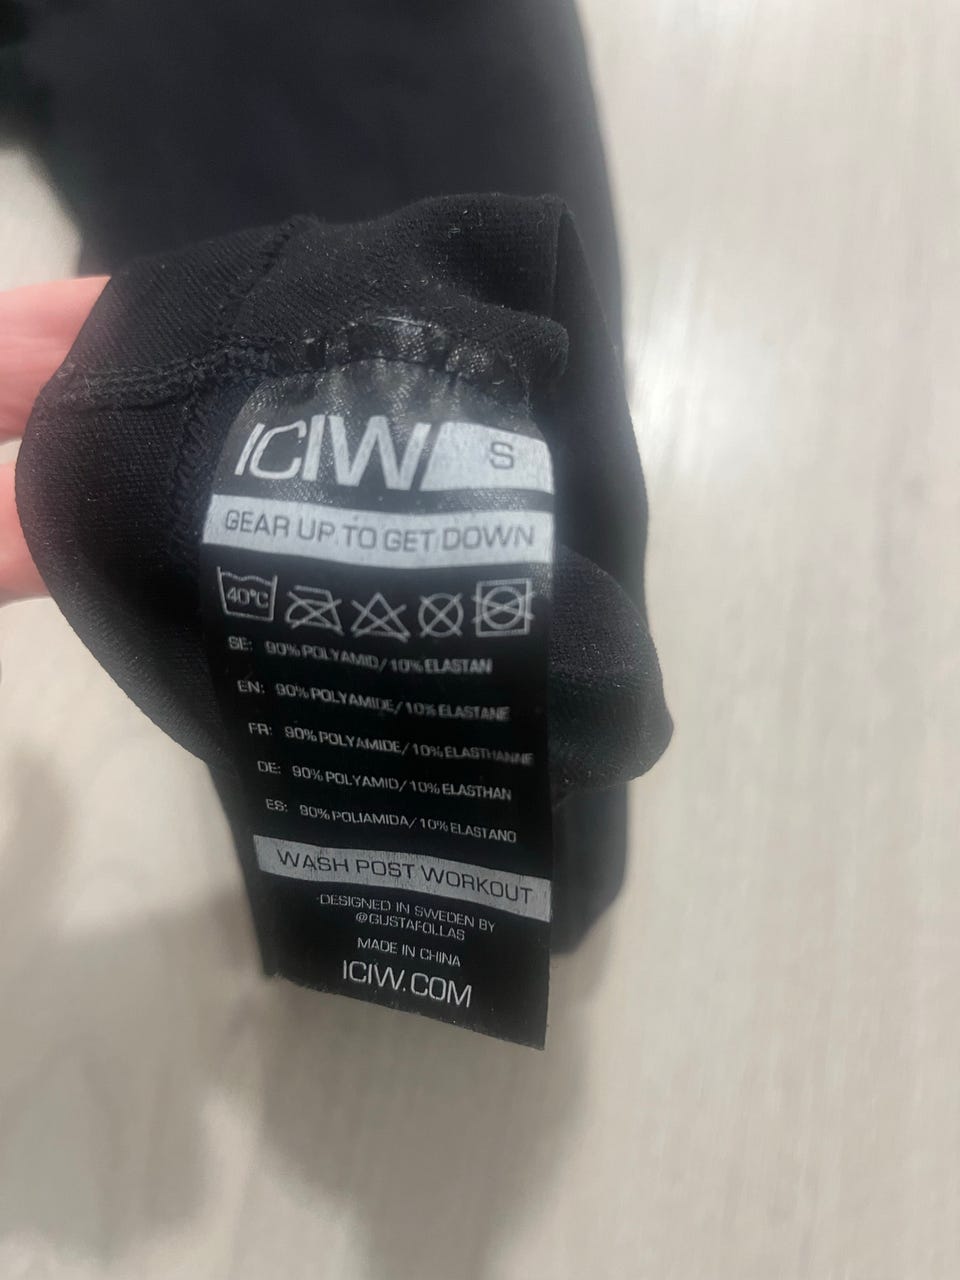 ICIW S
GEAR UP TO GET DOWN
40°C
SE: 90% POLYAMID/10% ELASTAN
EN: 90% POLYAMIDE/10% ELASTANE
FR: 90% POLYAMIDE/10% ELASTHANNE
DE: 90% POLYAMID/10% ELASTHAN
ES: 90% POLIAMIDA/10% ELASTANO
WASH POST WORKOUT
DESIGNED IN SWEDEN BY
@GUSTAFOLLAS
MADE IN CHINA
ICIW.COM